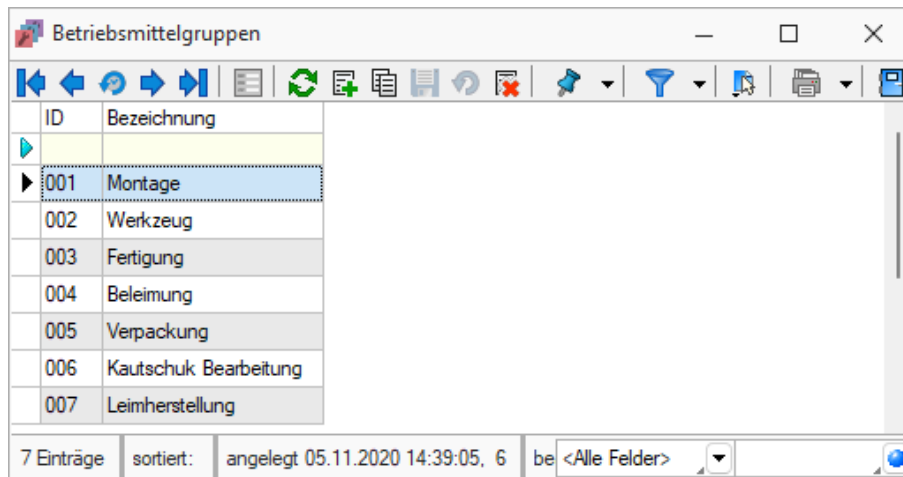 Betriebsmittelgruppen
ID Bezeichnung
001 Montage
002 Werkzeug
003 Fertigung
004 Beleimung
005 Verpackung
006 Kautschuk Bearbeitung
007 Leimherstellung
7 Einträge sortiert: angelegt 05.11.2020 14:39:05, 6 be <Alle Felder>